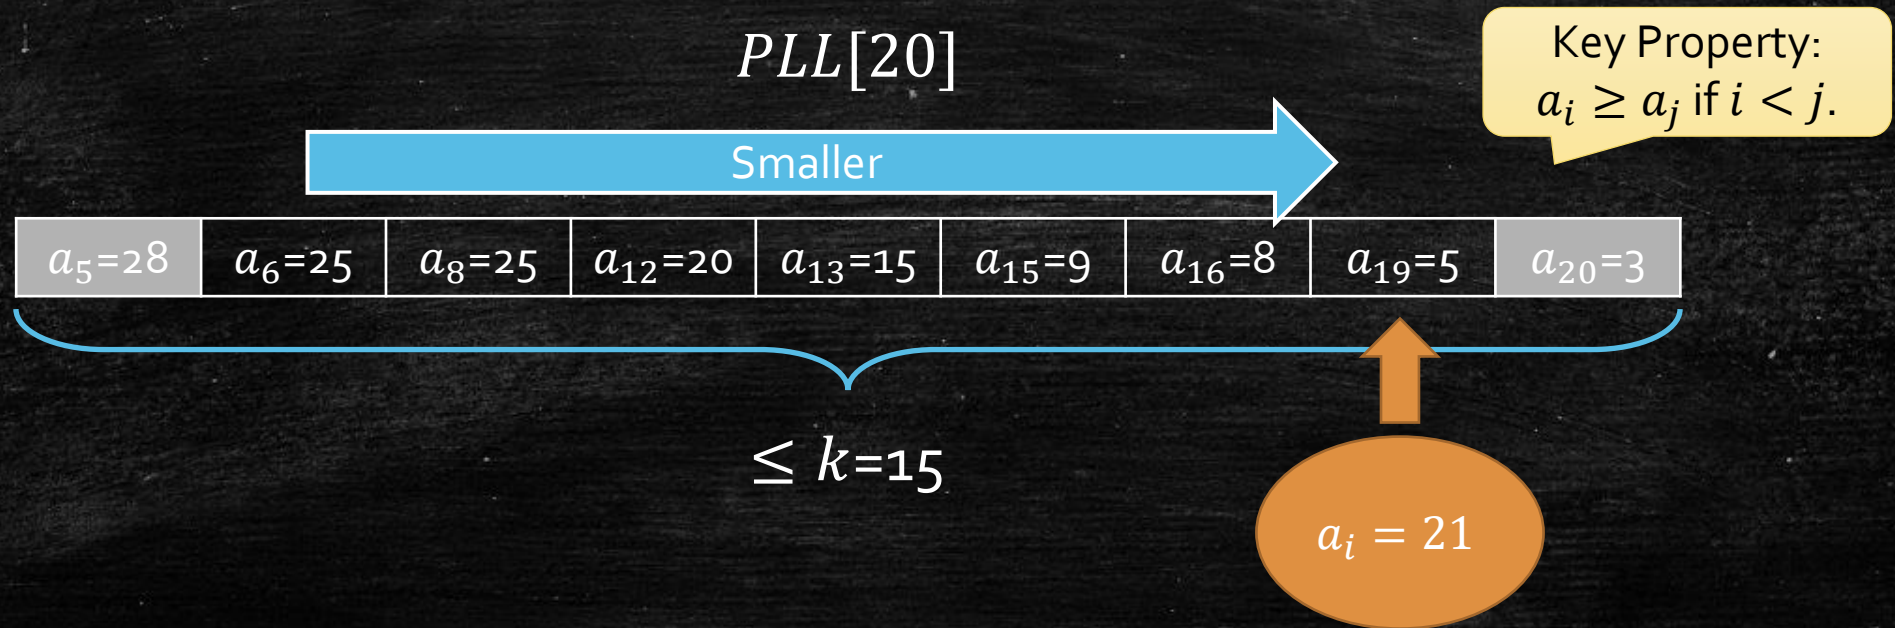 PLL[20]
Key Property:
a_i ≥ a_j if i < j.
Smaller
a_5=28 a_6=25 a_8=25 a_12=20 a_13=15 a_15=9 a_16=8 a_19=5 a_20=3
≤ k=15
a_i = 21